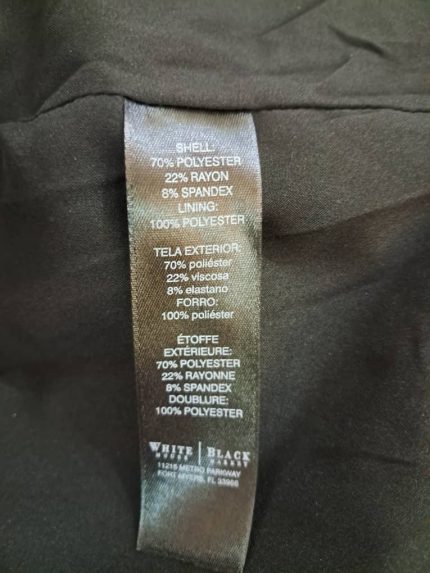 SHELL:
70% POLYESTER
22% RAYON
8% SPANDEX
LINING:
100% POLYESTER
TELA EXTERIOR:
70% poliéster
22% viscosa
8% elastano
FORRO:
100% poliéster
ÉTOFFE
EXTÉRIEURE:
70% POLYESTER
22% RAYONNE
8% SPANDEX
DOUBLURE:
100% POLYESTER
WHITE | BLACK
HOUSE | MARKET
11215 METRO PARKWAY
FORT MYERS, FL 33966